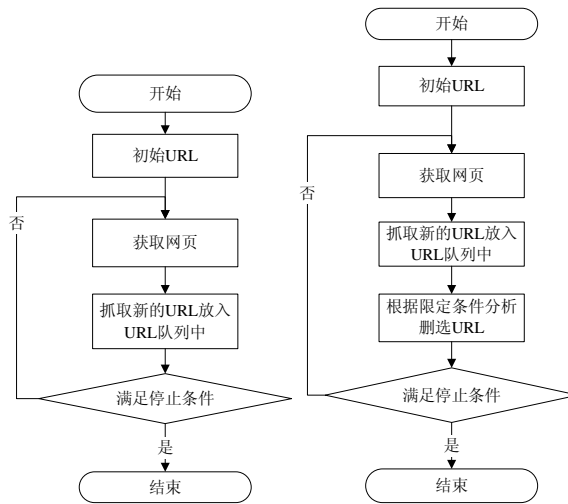 开始
初始URL
获取网页
抓取新的URL放入
URL队列中
满足停止条件
否
是
结束
开始
初始URL
获取网页
抓取新的URL放入
URL队列中
根据限定条件分析
删选URL
满足停止条件
否
是
结束